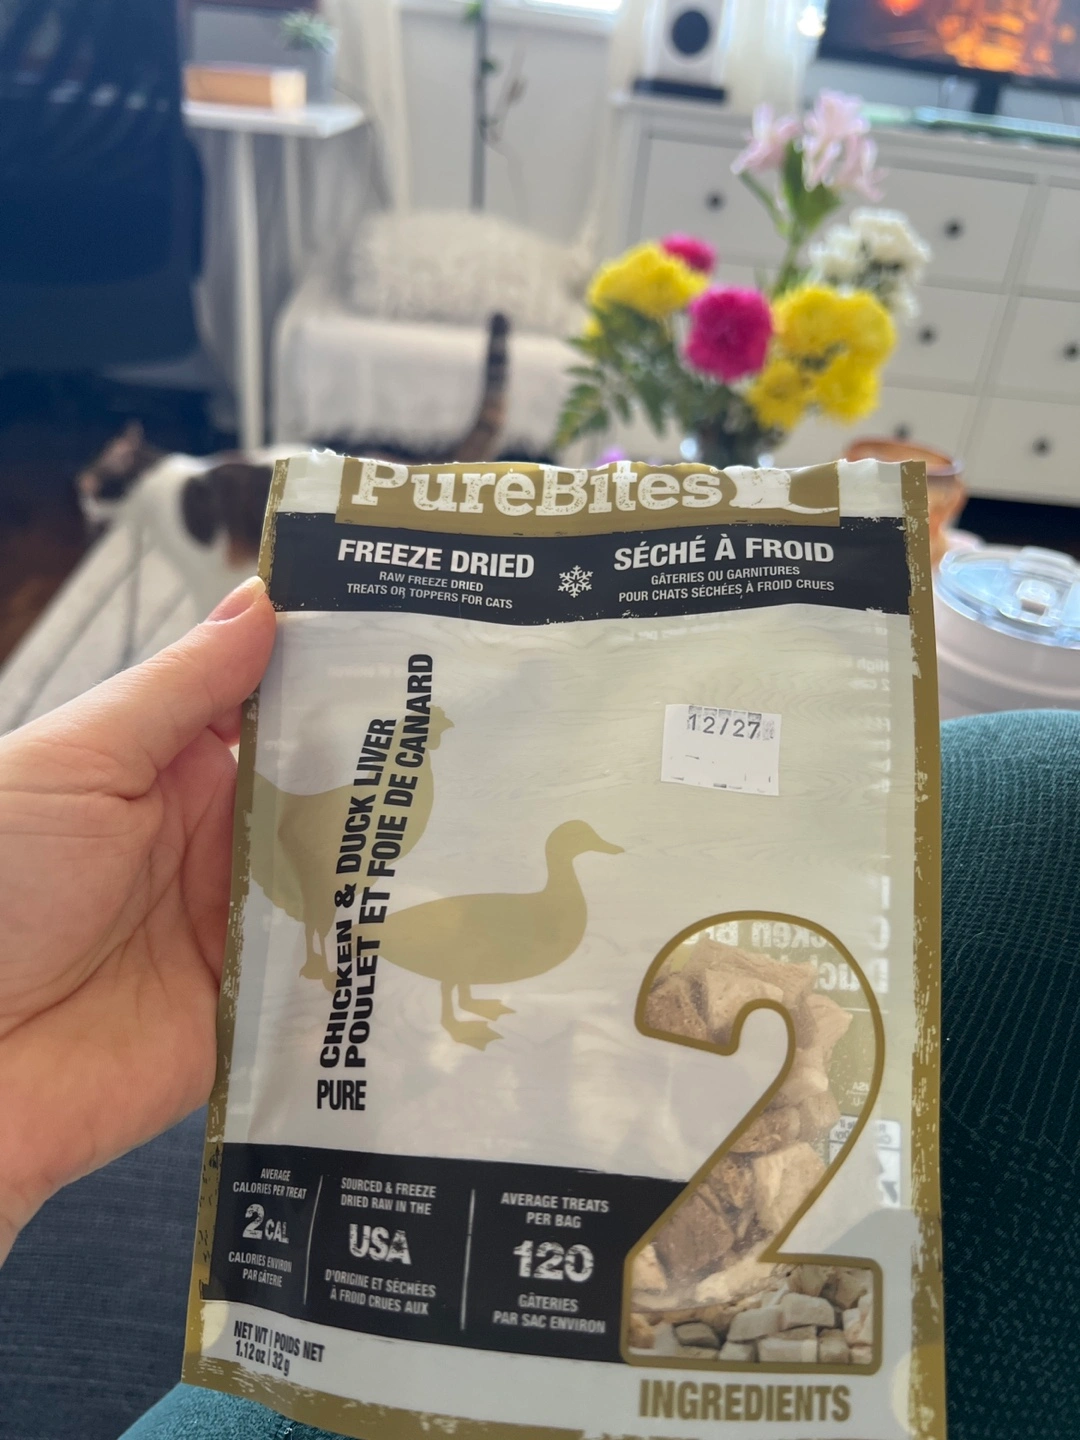 PureBites
FREEZE DRIED
RAW FREEZE DRIED
TREATS OR TOPPERS FOR CATS
SÉCHÉ À FROID
GÂTERIES OU GARNITURES
POUR CHATS SÉCHÉES À FROID CRUES
12/27
PURE
CHICKEN & DUCK LIVER
POULET ET FOIE DE CANARD
AVERAGE
CALORIES PER TREAT
2 CAL
CALORIES ENVIRON
PAR GÂTERIE
SOURCED & FREEZE
DRIED RAW IN THE
USA
D'ORIGINE ET SÉCHÉES
À FROID CRUES AUX
AVERAGE TREATS
PER BAG
120
GÂTERIES
PAR SAC ENVIRON
2
INGREDIENTS
NET WT | POIDS NET
1.12 oz | 32 g